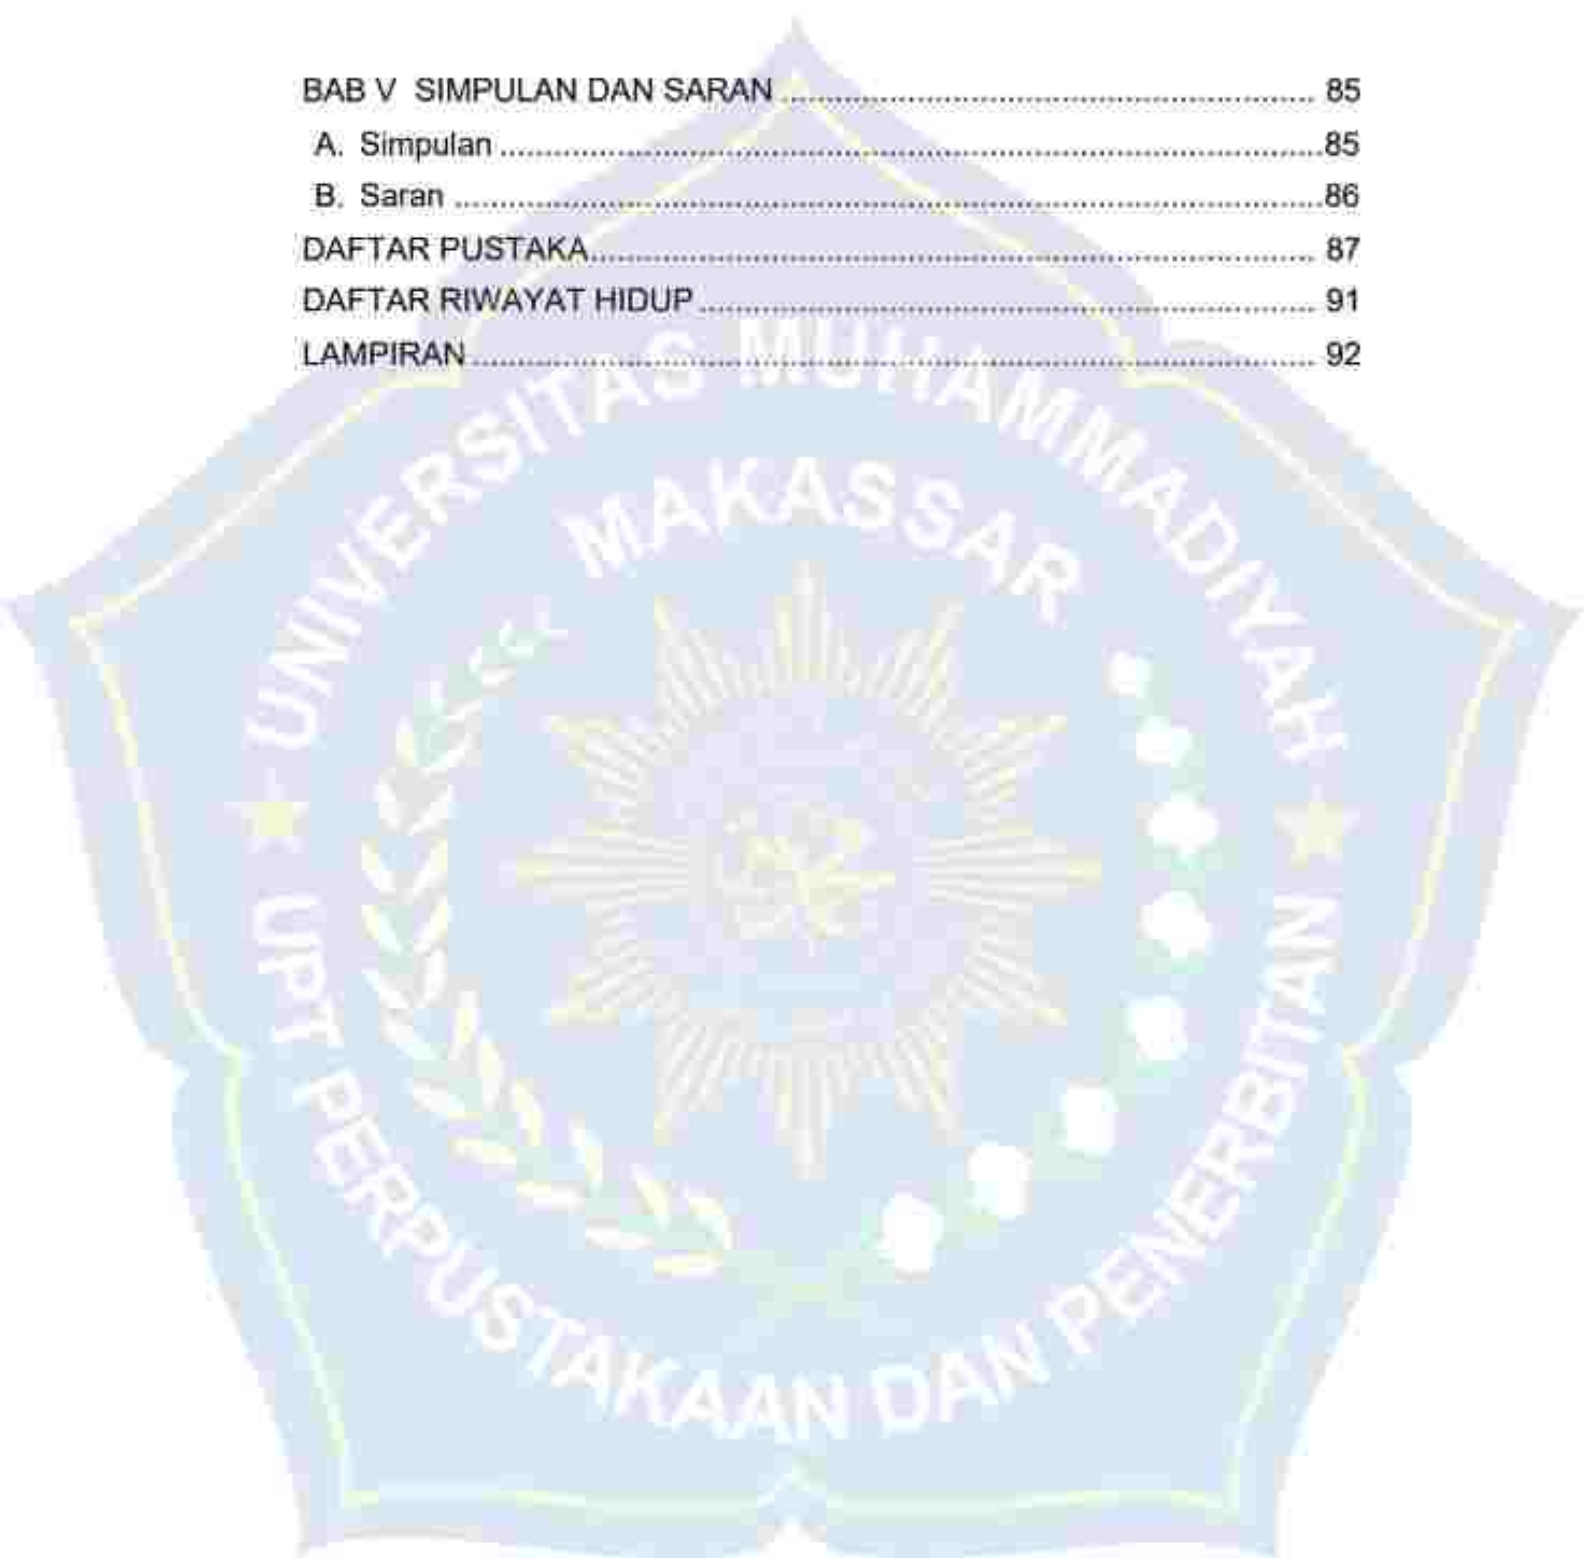 BAB V SIMPULAN DAN SARAN ........................................................ 85
A. Simpulan ........................................................................................85
B. Saran .............................................................................................86
DAFTAR PUSTAKA............................................................................ 87
DAFTAR RIWAYAT HIDUP ................................................................. 91
LAMPIRAN ......................................................................................... 92
UNIVERSITAS MUHAMMADIYAH
MAKASSAR
UPT PERPUSTAKAAN DAN PENERBITAN